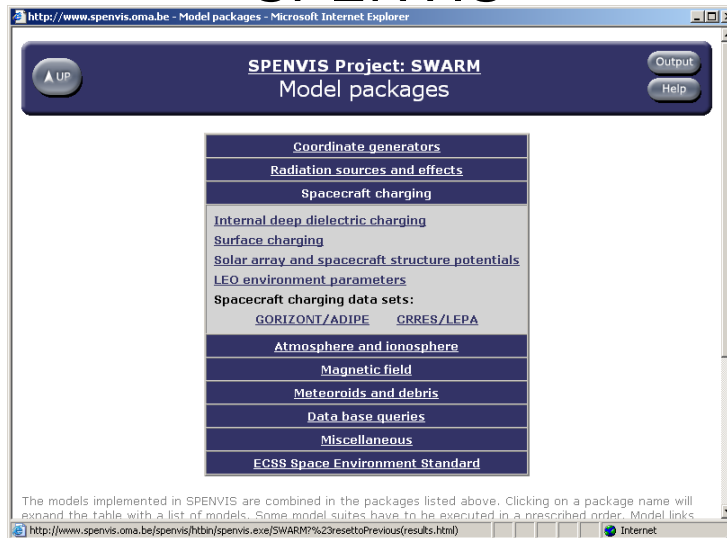 SPENVIS
http://www.spenvis.oma.be - Model packages - Microsoft Internet Explorer
UP
SPENVIS Project: SWARM
Model packages
Output
Help
Coordinate generators
Radiation sources and effects
Spacecraft charging
Internal deep dielectric charging
Surface charging
Solar array and spacecraft structure potentials
LEO environment parameters
Spacecraft charging data sets:
GORIZONT/ADIPE CRRES/LEPA
Atmosphere and ionosphere
Magnetic field
Meteoroids and debris
Data base queries
Miscellaneous
ECSS Space Environment Standard
The models implemented in SPENVIS are combined in the packages listed above. Clicking on a package name will
expand the table with a list of models. Some model suites have to be executed in a prescribed order. Model links
http://www.spenvis.oma.be/spenvis/htbin/spenvis.exe/SWARM?%23resettoPrevious(results.html) Internet